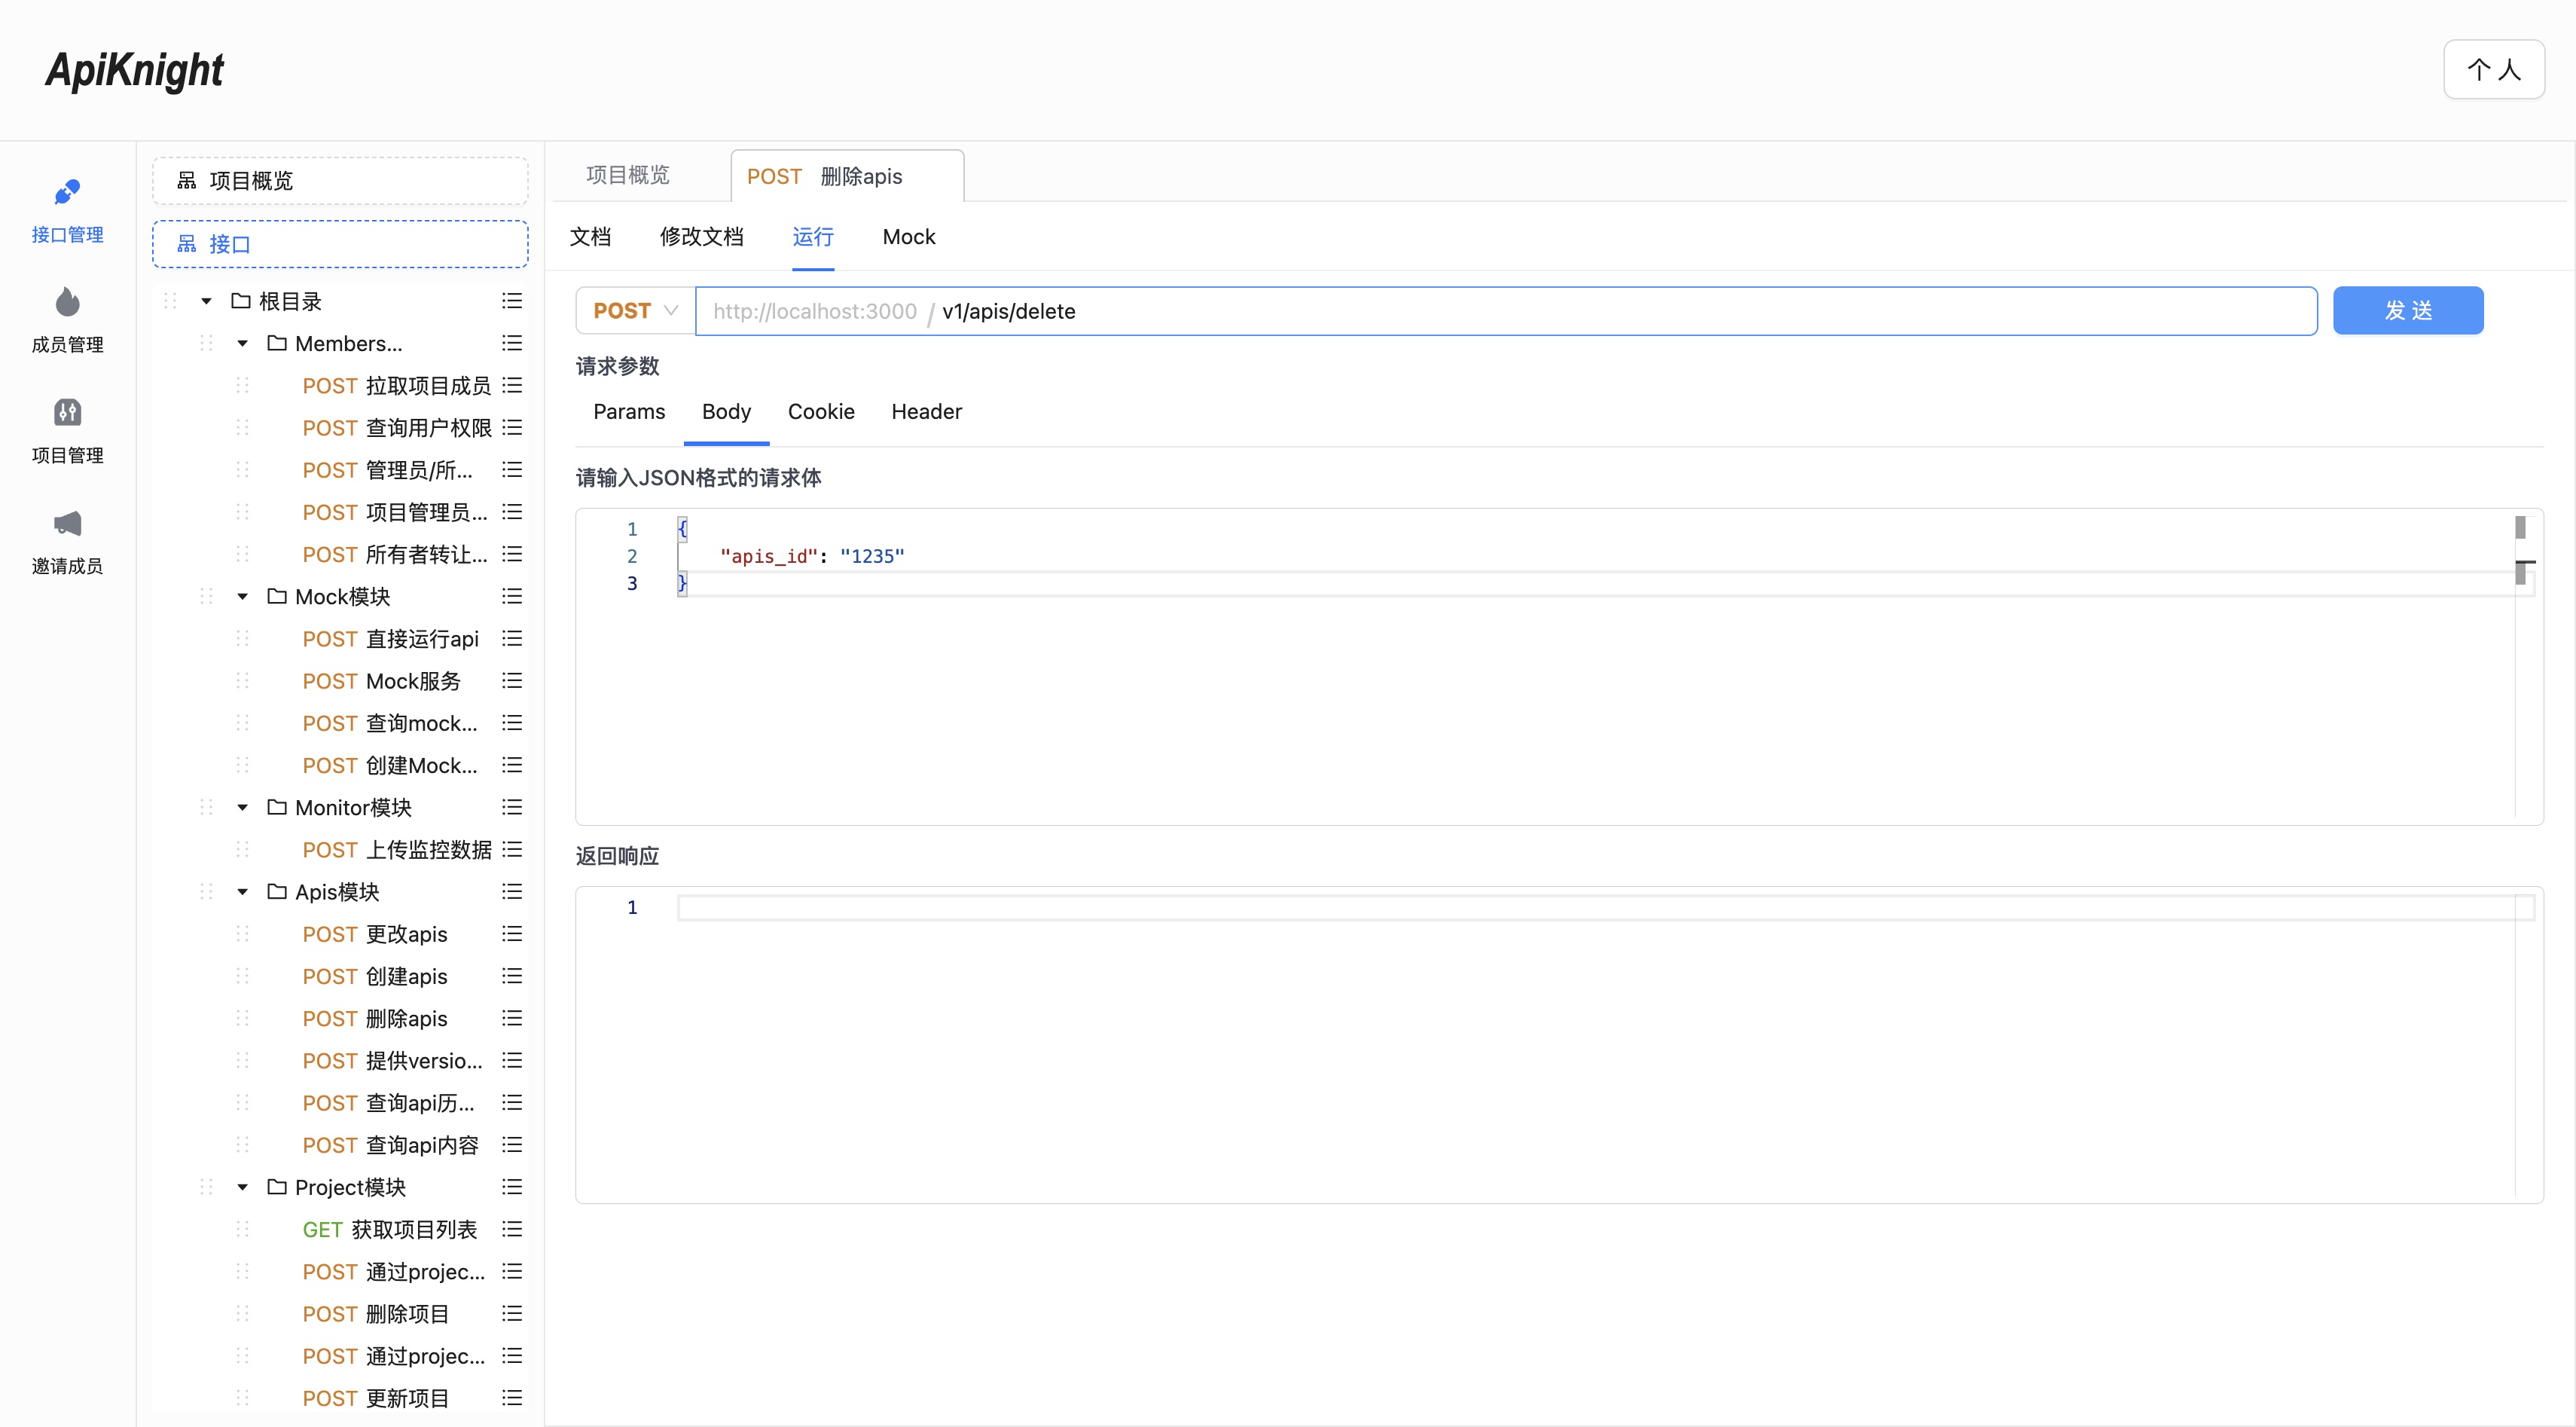 ApiKnight
个人
接口管理
成员管理
项目管理
邀请成员
项目概览
接口
根目录
Members...
POST 拉取项目成员
POST 查询用户权限
POST 管理员/所...
POST 项目管理员...
POST 所有者转让...
Mock模块
POST 直接运行api
POST Mock服务
POST 查询mock...
POST 创建Mock...
Monitor模块
POST 上传监控数据
Apis模块
POST 更改apis
POST 创建apis
POST 删除apis
POST 提供versio...
POST 查询api历...
POST 查询api内容
Project模块
GET 获取项目列表
POST 通过projec...
POST 删除项目
POST 通过projec...
POST 更新项目
项目概览 POST 删除apis
文档 修改文档 运行 Mock
POST http://localhost:3000 / v1/apis/delete 发送
请求参数
Params Body Cookie Header
请输入JSON格式的请求体
1 {
2 "apis_id": "1235"
3 }
返回响应
1